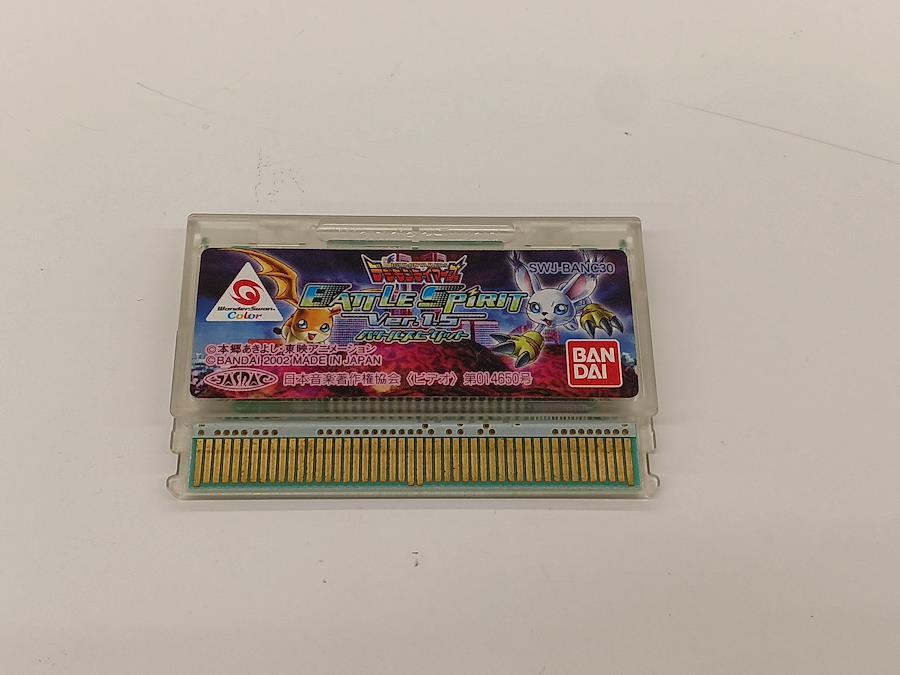 SWJ-BANC30
デジモンテイマーズ
BATTLE SPIRIT
Ver.1.5
バトルスピリット
WonderSwan
Color
©本郷あきよし・東映アニメーション
©BANDAI 2002 MADE IN JAPAN
JASRAC
日本音楽著作権協会〈ビデオ〉第014650号
BAN
DAI